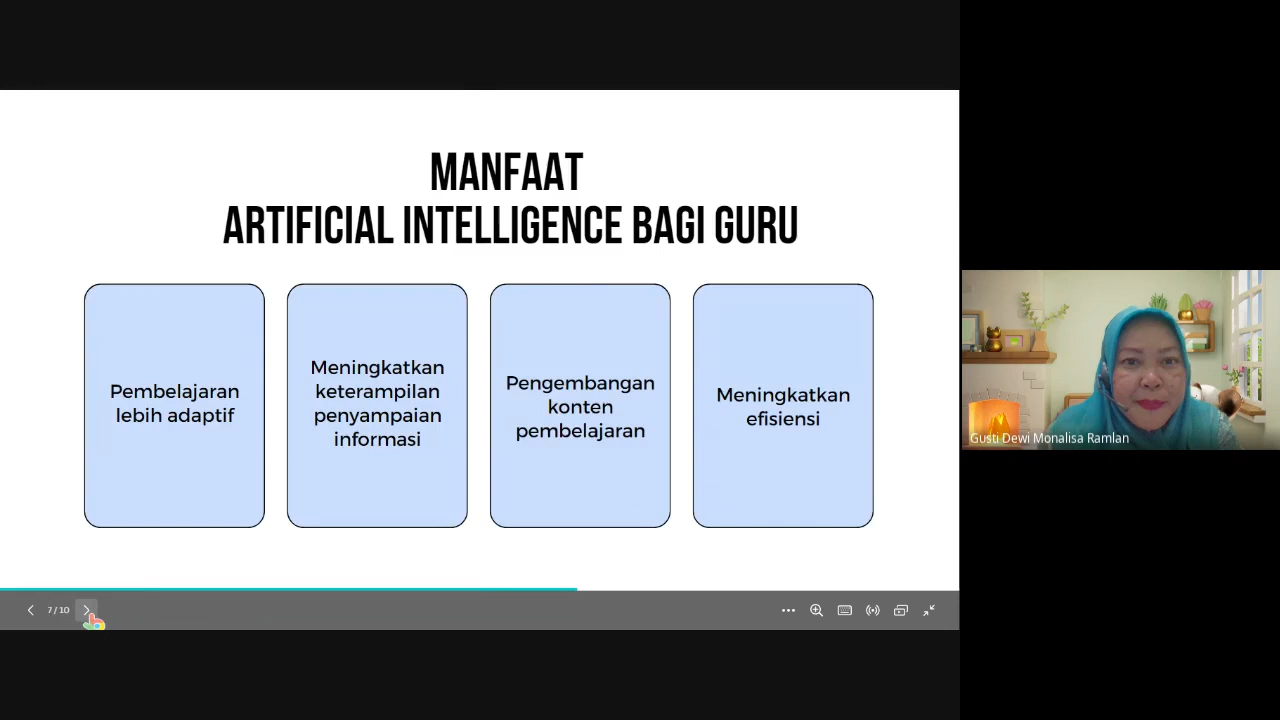 MANFAAT
ARTIFICIAL INTELLIGENCE BAGI GURU
Pembelajaran
lebih adaptif
Meningkatkan
keterampilan
penyampaian
informasi
Pengembangan
konten
pembelajaran
Meningkatkan
efisiensi
Gusti Dewi Monalisa Ramlan
7 / 10